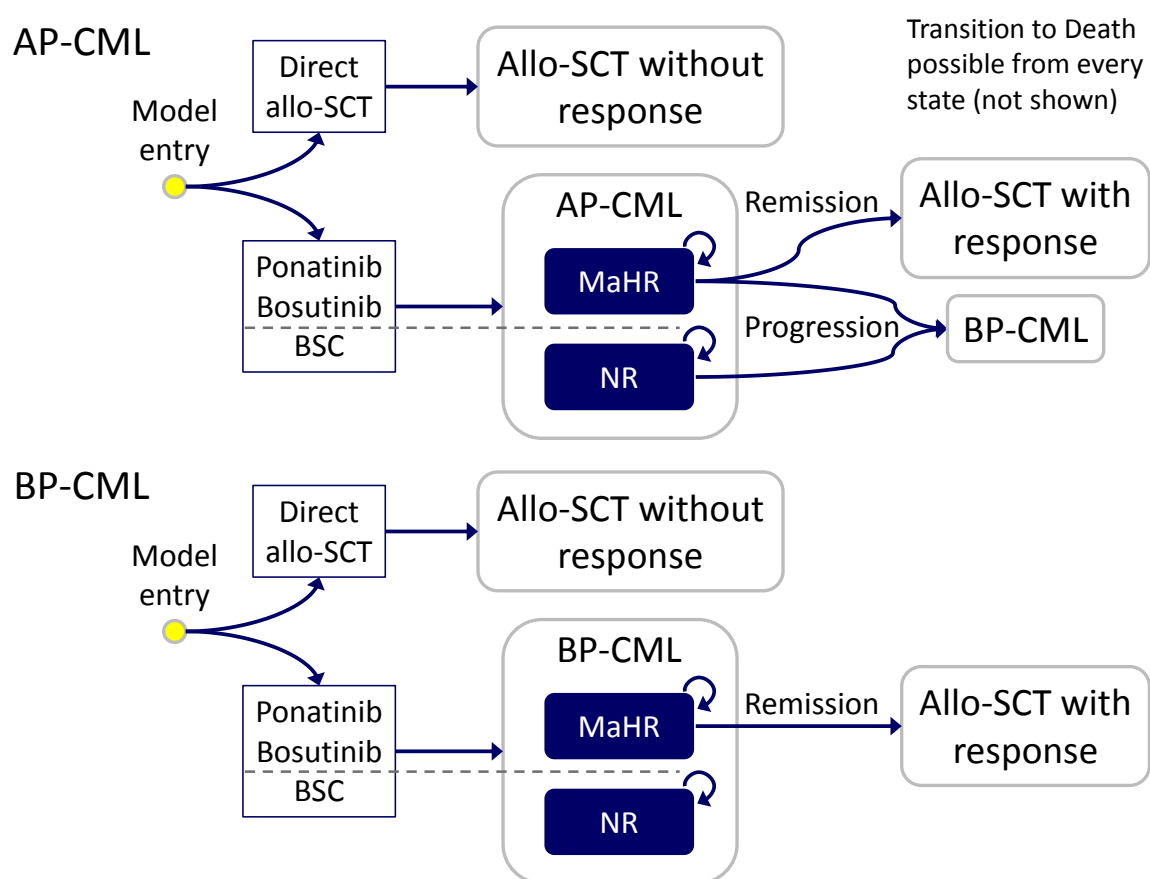 AP-CML
Transition to Death
possible from every
state (not shown)
Model
entry
Direct
allo-SCT
Allo-SCT without
response
Ponatinib
Bosutinib
BSC
AP-CML
MaHR
NR
Remission
Progression
Allo-SCT with
response
BP-CML
BP-CML
Model
entry
Direct
allo-SCT
Allo-SCT without
response
Ponatinib
Bosutinib
BSC
BP-CML
MaHR
NR
Remission
Allo-SCT with
response